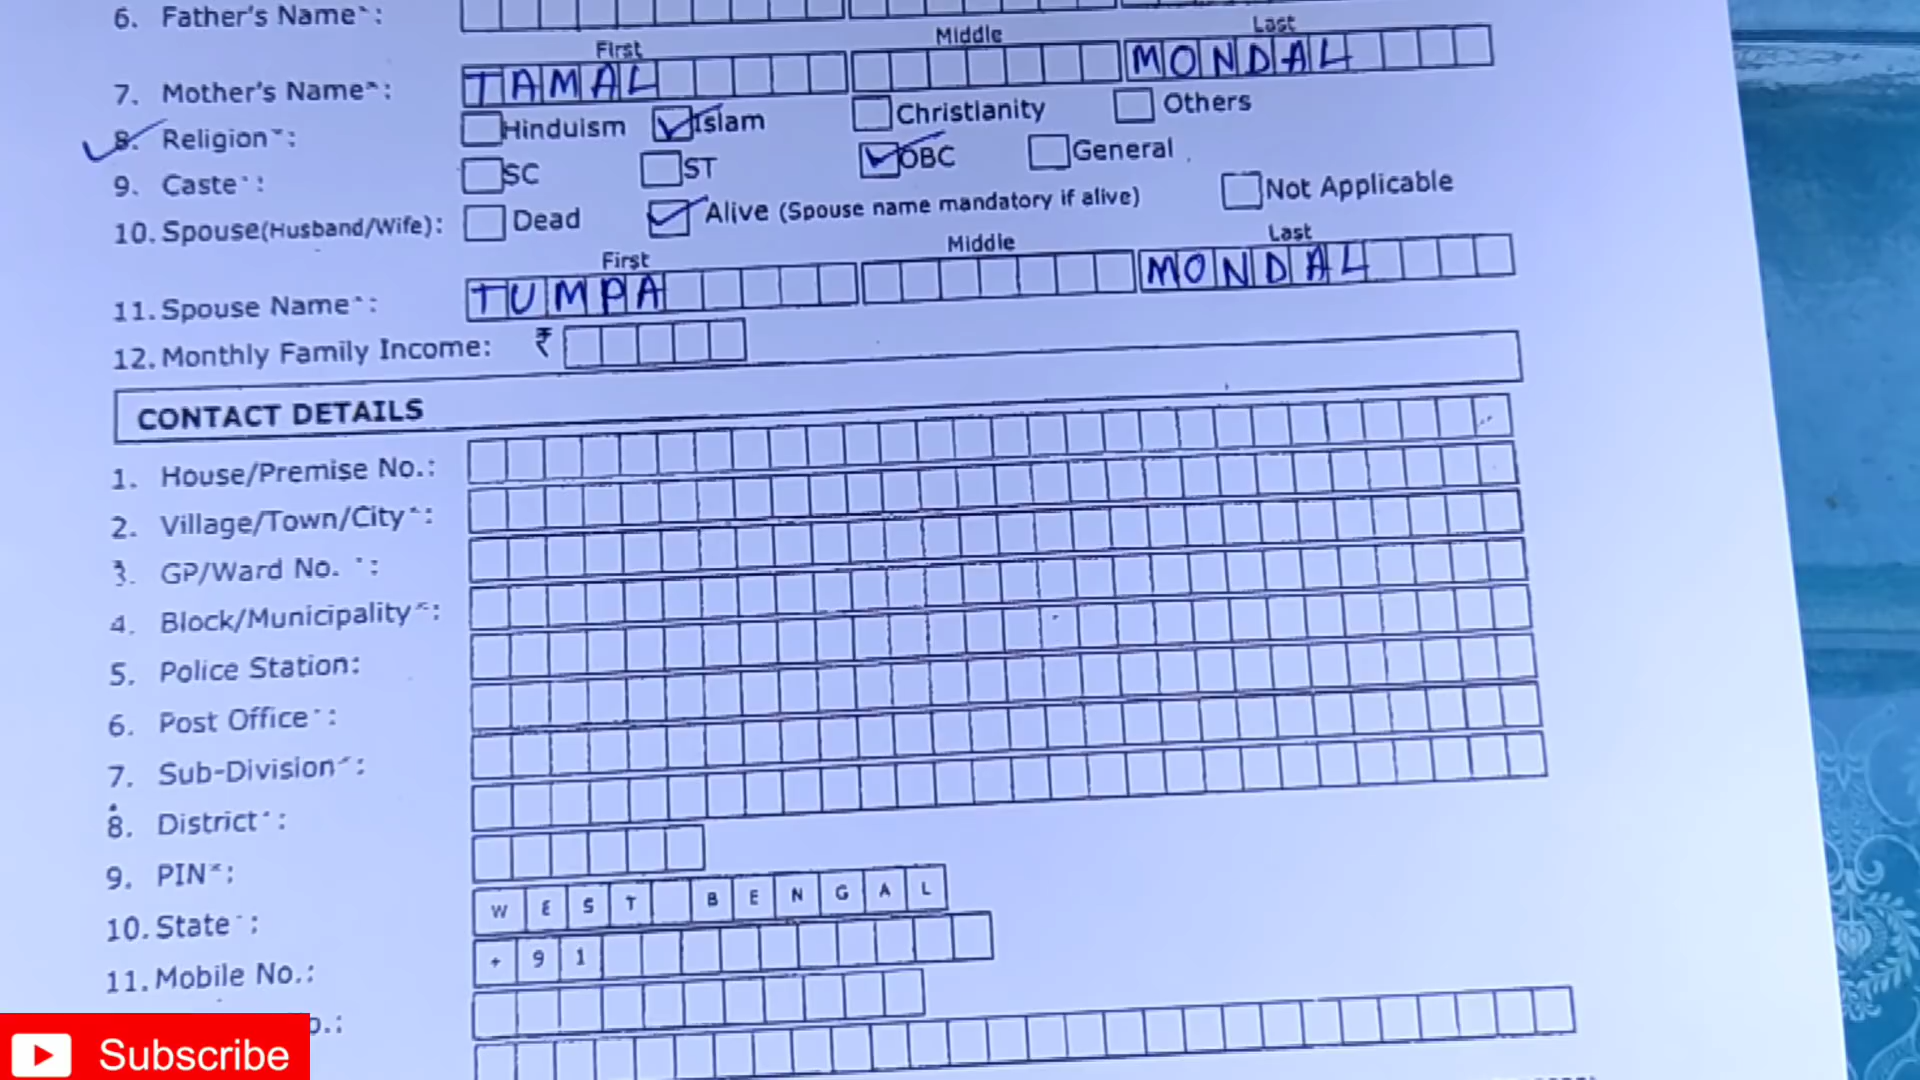 6. Father's Name*:
First Middle Last
7. Mother's Name*: TAMAL MONDAL
8. Religion*: Hinduism Islam Christianity Others
9. Caste*: SC ST OBC General
10. Spouse(Husband/Wife): Dead Alive (Spouse name mandatory if alive) Not Applicable
First Middle Last
11. Spouse Name*: TUMPA MONDAL
12. Monthly Family Income: ₹
CONTACT DETAILS
1. House/Premise No.:
2. Village/Town/City*:
3. GP/Ward No. *:
4. Block/Municipality*:
5. Police Station:
6. Post Office*:
7. Sub-Division*:
8. District*:
9. PIN*:
10. State*: WEST BENGAL
11. Mobile No.: +91
Subscribe